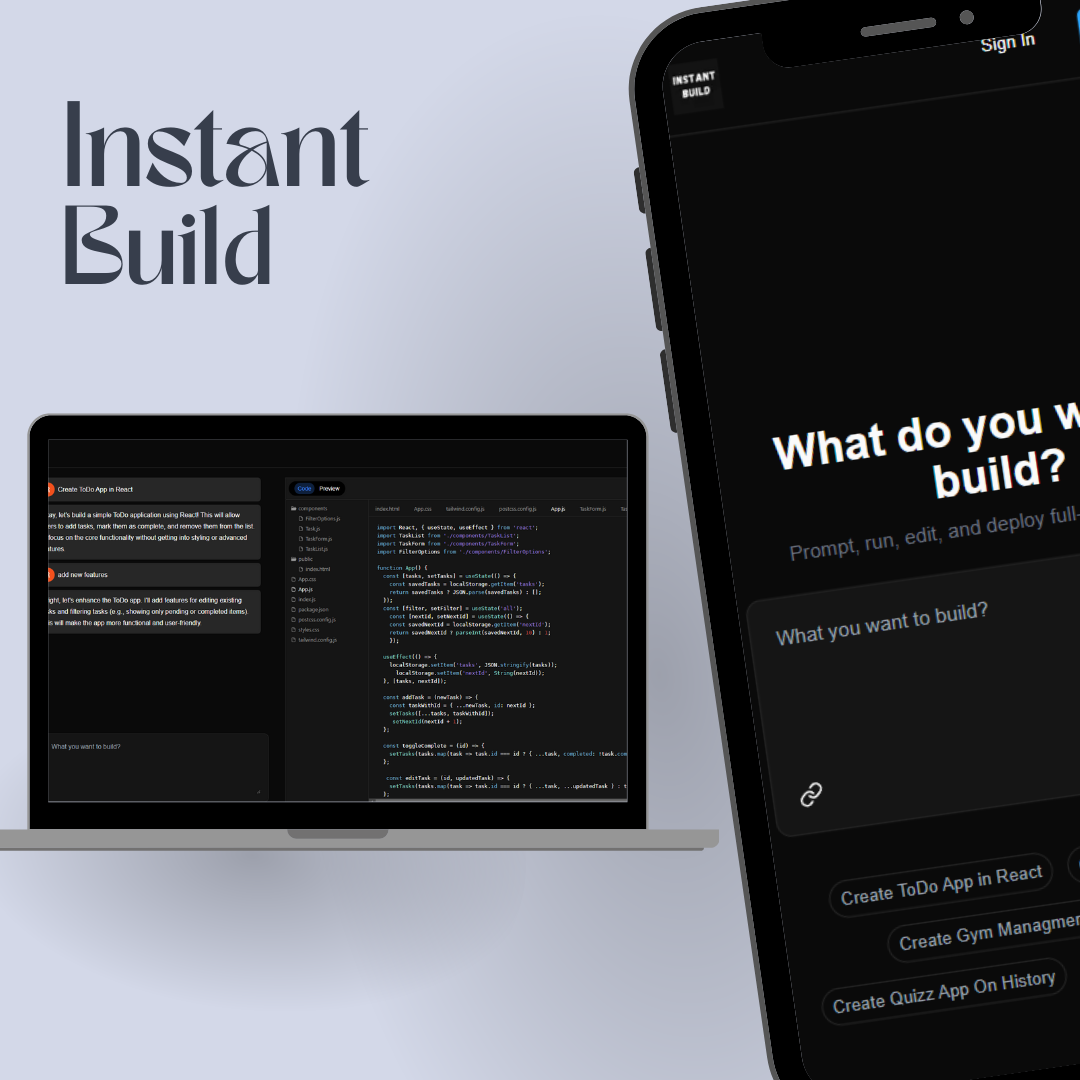 Instant
Build
INSTANT
BUILD
Sign In
What do you w
build?
Prompt, run, edit, and deploy full-
What you want to build?
Create ToDo App in React
Create Gym Managmer
Create Quizz App On History
Create ToDo App in React
ay, let's build a simple ToDo application using React! This will allow
ers to add tasks, mark them as complete, and remove them from the list.
focus on the core functionality without getting into styling or advanced
atures.
add new features
ight, let's enhance the ToDo app. I'll add features for editing existing
ks and filtering tasks (e.g., showing only pending or completed items).
is will make the app more functional and user-friendly.
What you want to build?
Code Preview
components
FilterOptions.js
Task.js
TaskForm.js
TaskList.js
public
index.html
App.css
App.js
index.js
package.json
postcss.config.js
styles.css
tailwind.config.js
index.html App.css tailwind.config.js postcss.config.js App.js TaskForm.js Tas
import React, { useState, useEffect } from 'react';
import TaskList from './components/TaskList';
import TaskForm from './components/TaskForm';
import FilterOptions from './components/FilterOptions';
function App() {
const [tasks, setTasks] = useState(() => {
const savedTasks = localStorage.getItem('tasks');
return savedTasks ? JSON.parse(savedTasks) : [];
});
const [filter, setFilter] = useState('all');
const [nextId, setNextId] = useState(() => {
const savedNextId = localStorage.getItem('nextId');
return savedNextId ? parseInt(savedNextId, 10) : 1;
});
useEffect(() => {
localStorage.setItem('tasks', JSON.stringify(tasks));
localStorage.setItem('nextId', String(nextId));
}, [tasks, nextId]);
const addTask = (newTask) => {
const taskWithId = { ...newTask, id: nextId };
setTasks([...tasks, taskWithId]);
setNextId(nextId + 1);
};
const toggleComplete = (id) => {
setTasks(tasks.map(task => task.id === id ? { ...task, completed: !task.com
};
const editTask = (id, updatedTask) => {
setTasks(tasks.map(task => task.id === id ? { ...task, ...updatedTask } : t
};